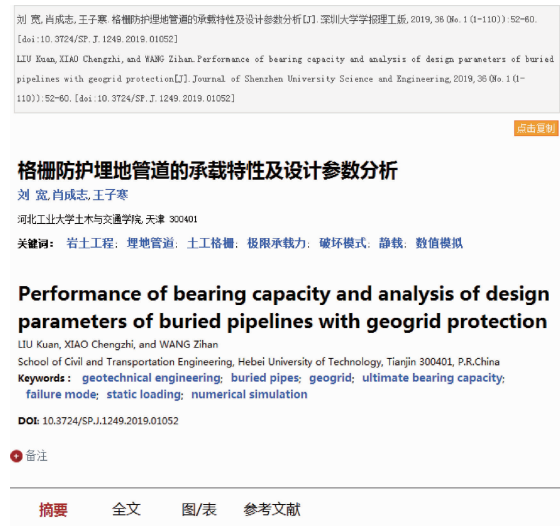 刘 宽,肖成志,王子寒.格栅防护埋地管道的承载特性及设计参数分析[J].深圳大学学报理工版,2019,36(No.1(1-110)):52-60.
[doi:10.3724/SP.J.1249.2019.01052]
LIU Kuan,XIAO Chengzhi,and WANG Zihan.Performance of bearing capacity and analysis of design parameters of buried
pipelines with geogrid protection[J].Journal of Shenzhen University Science and Engineering,2019,36(No.1(1-
110)):52-60.[doi:10.3724/SP.J.1249.2019.01052]
点击复制
格栅防护埋地管道的承载特性及设计参数分析
刘 宽,肖成志,王子寒
河北工业大学土木与交通学院,天津 300401
关键词： 岩土工程; 埋地管道; 土工格栅; 极限承载力; 破坏模式; 静载; 数值模拟
Performance of bearing capacity and analysis of design
parameters of buried pipelines with geogrid protection
LIU Kuan, XIAO Chengzhi, and WANG Zihan
School of Civil and Transportation Engineering, Hebei University of Technology, Tianjin 300401, P.R.China
Keywords： geotechnical engineering; buried pipes; geogrid; ultimate bearing capacity;
failure mode; static loading; numerical simulation
DOI: 10.3724/SP.J.1249.2019.01052
备注
摘要 全文 图/表 参考文献